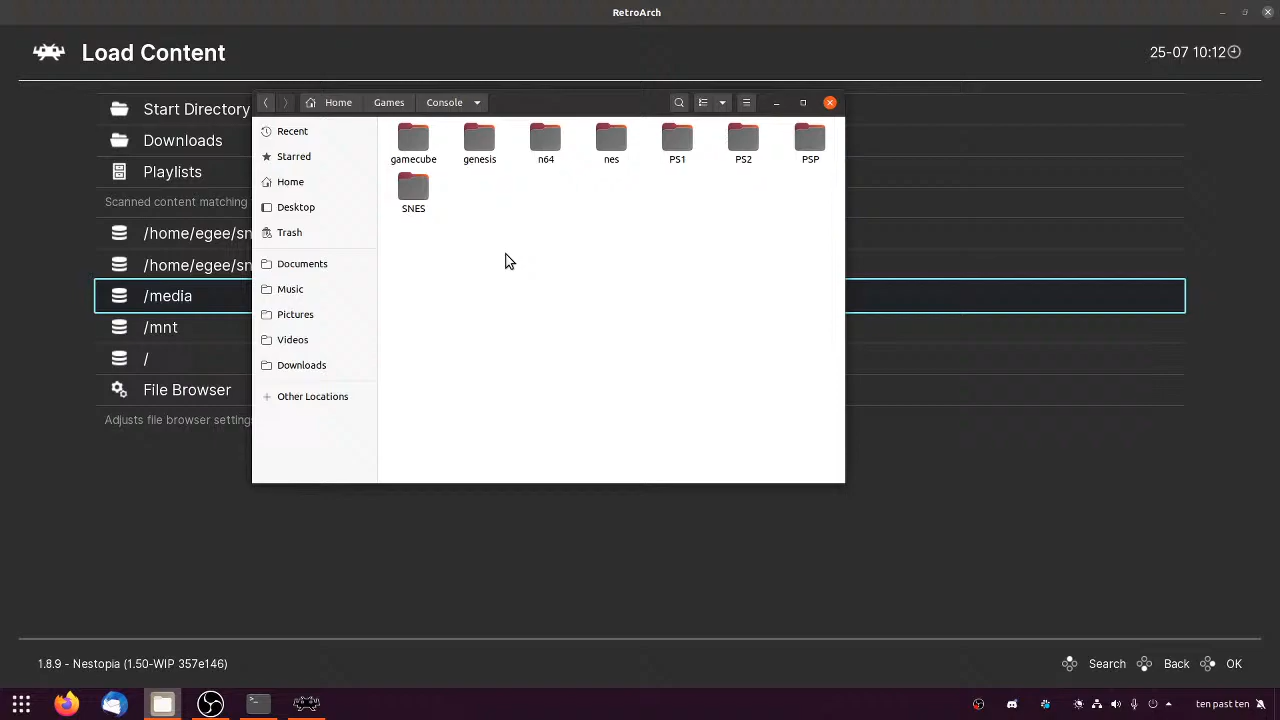 RetroArch
Load Content
25-07 10:12
Start Directory
Downloads
Playlists
Scanned content matching
/home/egee/sn
/home/egee/sn
/media
/mnt
/
File Browser
Adjusts file browser setting
Home
Games
Console
Recent
Starred
Home
Desktop
Trash
Documents
Music
Pictures
Videos
Downloads
Other Locations
gamecube
genesis
n64
nes
PS1
PS2
PSP
SNES
1.8.9 - Nestopia (1.50-WIP 357e146)
Search
Back
OK
ten past ten